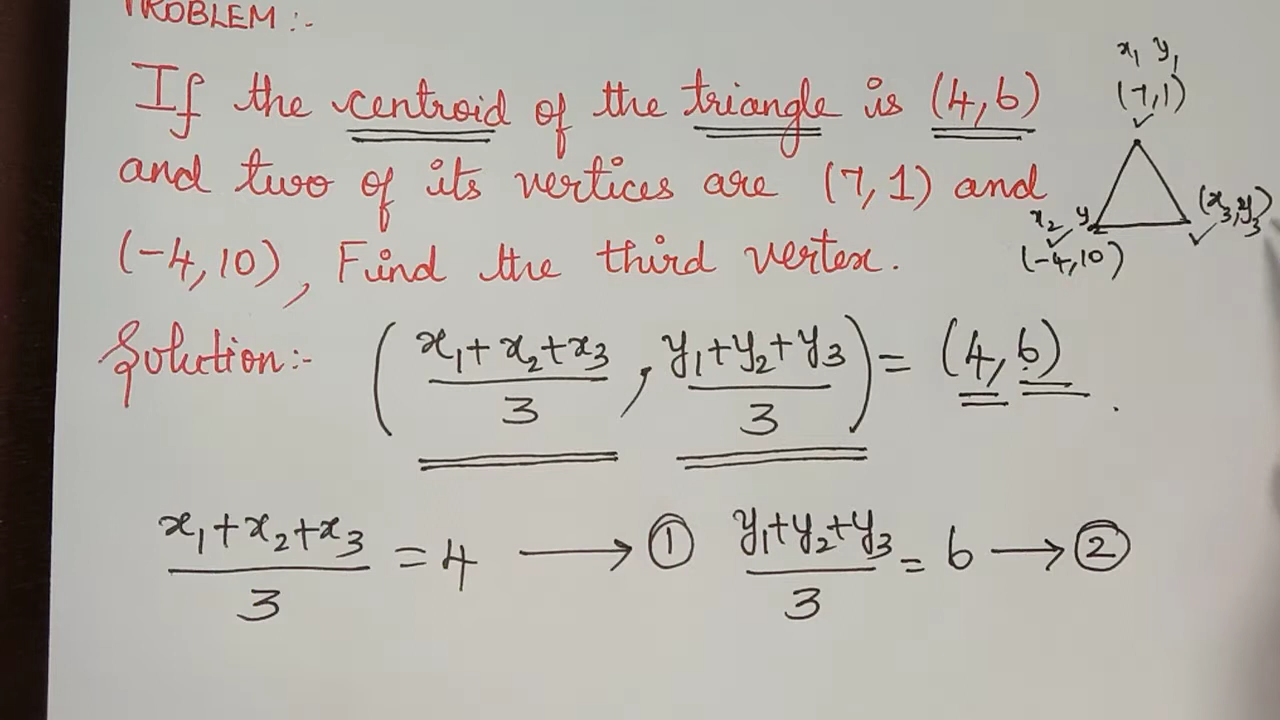 PROBLEM :-
If the centroid of the triangle is (4,6)
and two of its vertices are (7,1) and
(-4,10), Find the third vertex.
x₁ y₁
(7,1)
x₂ y₂
(-4,10)
(x₃,y₃)
Solution:- ( (x₁+x₂+x₃)/3 , (y₁+y₂+y₃)/3 ) = (4,6)
(x₁+x₂+x₃)/3 = 4 ⟶ ① (y₁+y₂+y₃)/3 = 6 ⟶ ②